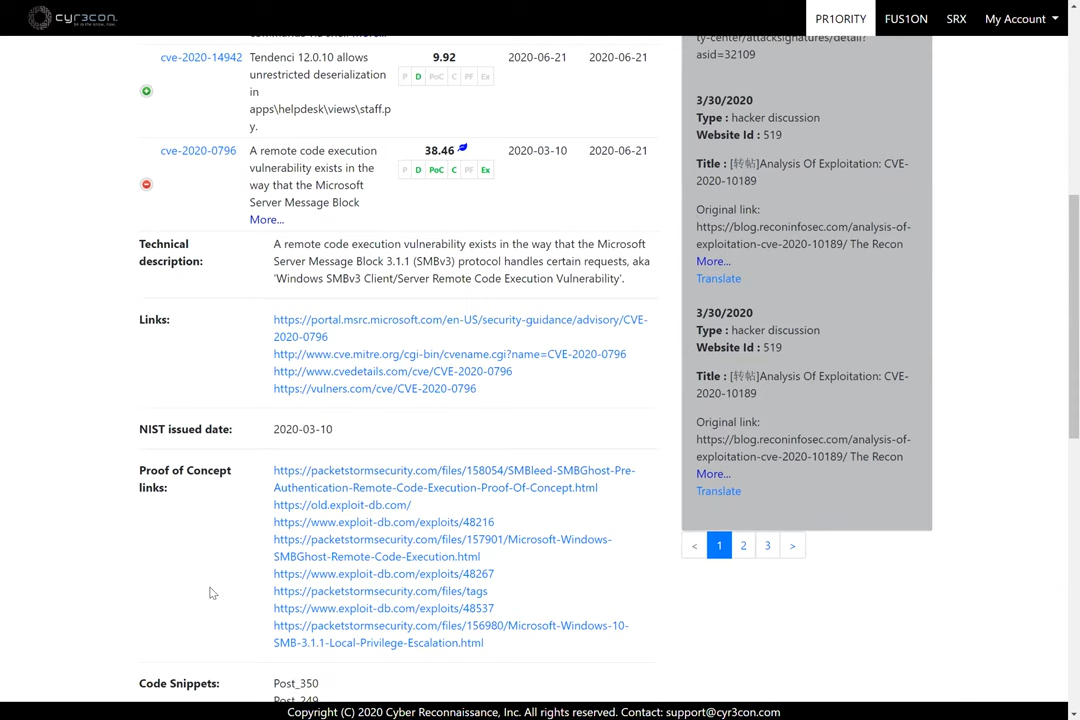 cyr3con.
PR1ORITY FUS1ON SRX My Account
cve-2020-14942 Tendenci 12.0.10 allows 9.92 2020-06-21 2020-06-21
unrestricted deserialization P D PoC C PF Ex
in
apps\helpdesk\views\staff.p
y.
cve-2020-0796 A remote code execution 38.46 2020-03-10 2020-06-21
vulnerability exists in the P D PoC C PF Ex
way that the Microsoft
Server Message Block
More...
Technical description: A remote code execution vulnerability exists in the way that the Microsoft
Server Message Block 3.1.1 (SMBv3) protocol handles certain requests, aka
'Windows SMBv3 Client/Server Remote Code Execution Vulnerability'.
Links: https://portal.msrc.microsoft.com/en-US/security-guidance/advisory/CVE-
2020-0796
http://www.cve.mitre.org/cgi-bin/cvename.cgi?name=CVE-2020-0796
http://www.cvedetails.com/cve/CVE-2020-0796
https://vulners.com/cve/CVE-2020-0796
NIST issued date: 2020-03-10
Proof of Concept links: https://packetstormsecurity.com/files/158054/SMBleed-SMBGhost-Pre-
Authentication-Remote-Code-Execution-Proof-Of-Concept.html
https://old.exploit-db.com/
https://www.exploit-db.com/exploits/48216
https://packetstormsecurity.com/files/157901/Microsoft-Windows-
SMBGhost-Remote-Code-Execution.html
https://www.exploit-db.com/exploits/48267
https://packetstormsecurity.com/files/tags
https://www.exploit-db.com/exploits/48537
https://packetstormsecurity.com/files/156980/Microsoft-Windows-10-
SMB-3.1.1-Local-Privilege-Escalation.html
Code Snippets: Post_350
Post_249
ty-center/attacksignatures/detail?
asid=32109
3/30/2020
Type : hacker discussion
Website Id : 519
Title : [转帖]Analysis Of Exploitation: CVE-
2020-10189
Original link:
https://blog.reconinfosec.com/analysis-of-
exploitation-cve-2020-10189/ The Recon
More...
Translate
3/30/2020
Type : hacker discussion
Website Id : 519
Title : [转帖]Analysis Of Exploitation: CVE-
2020-10189
Original link:
https://blog.reconinfosec.com/analysis-of-
exploitation-cve-2020-10189/ The Recon
More...
Translate
< 1 2 3 >
Copyright (C) 2020 Cyber Reconnaissance, Inc. All rights reserved. Contact: support@cyr3con.com